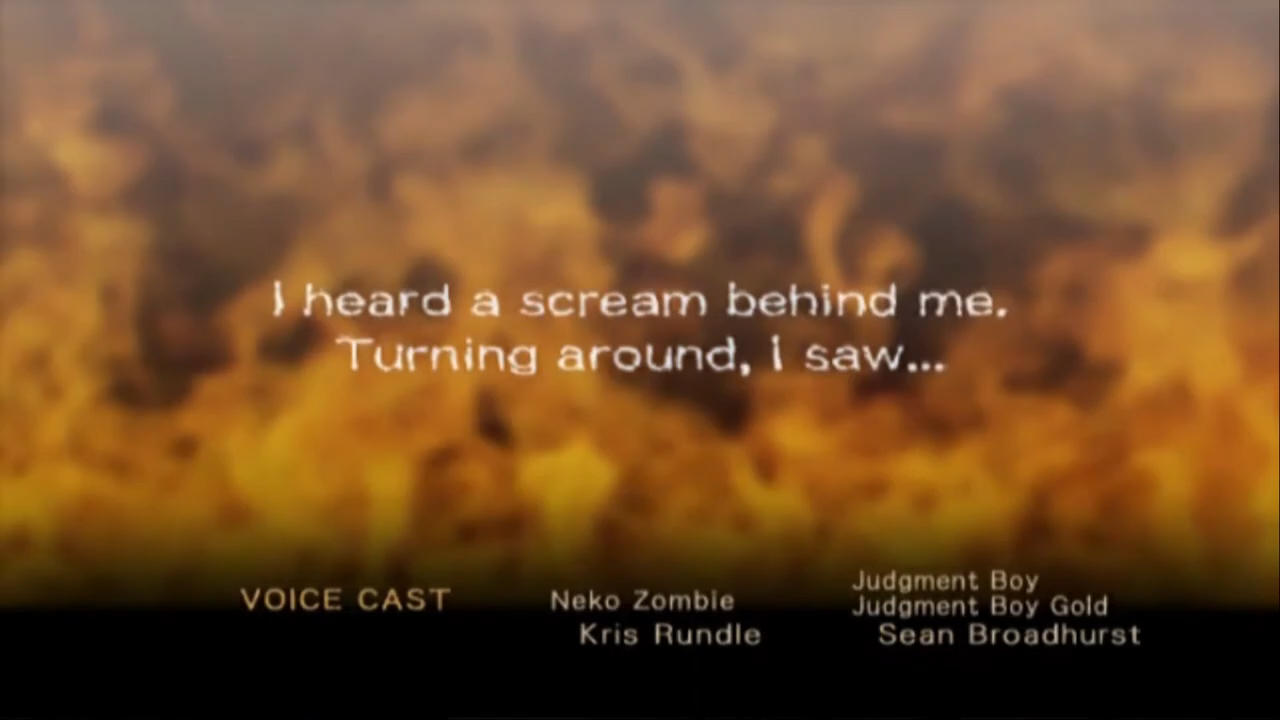 I heard a scream behind me.
Turning around, I saw...
VOICE CAST
Neko Zombie
Kris Rundle
Judgment Boy
Judgment Boy Gold
Sean Broadhurst